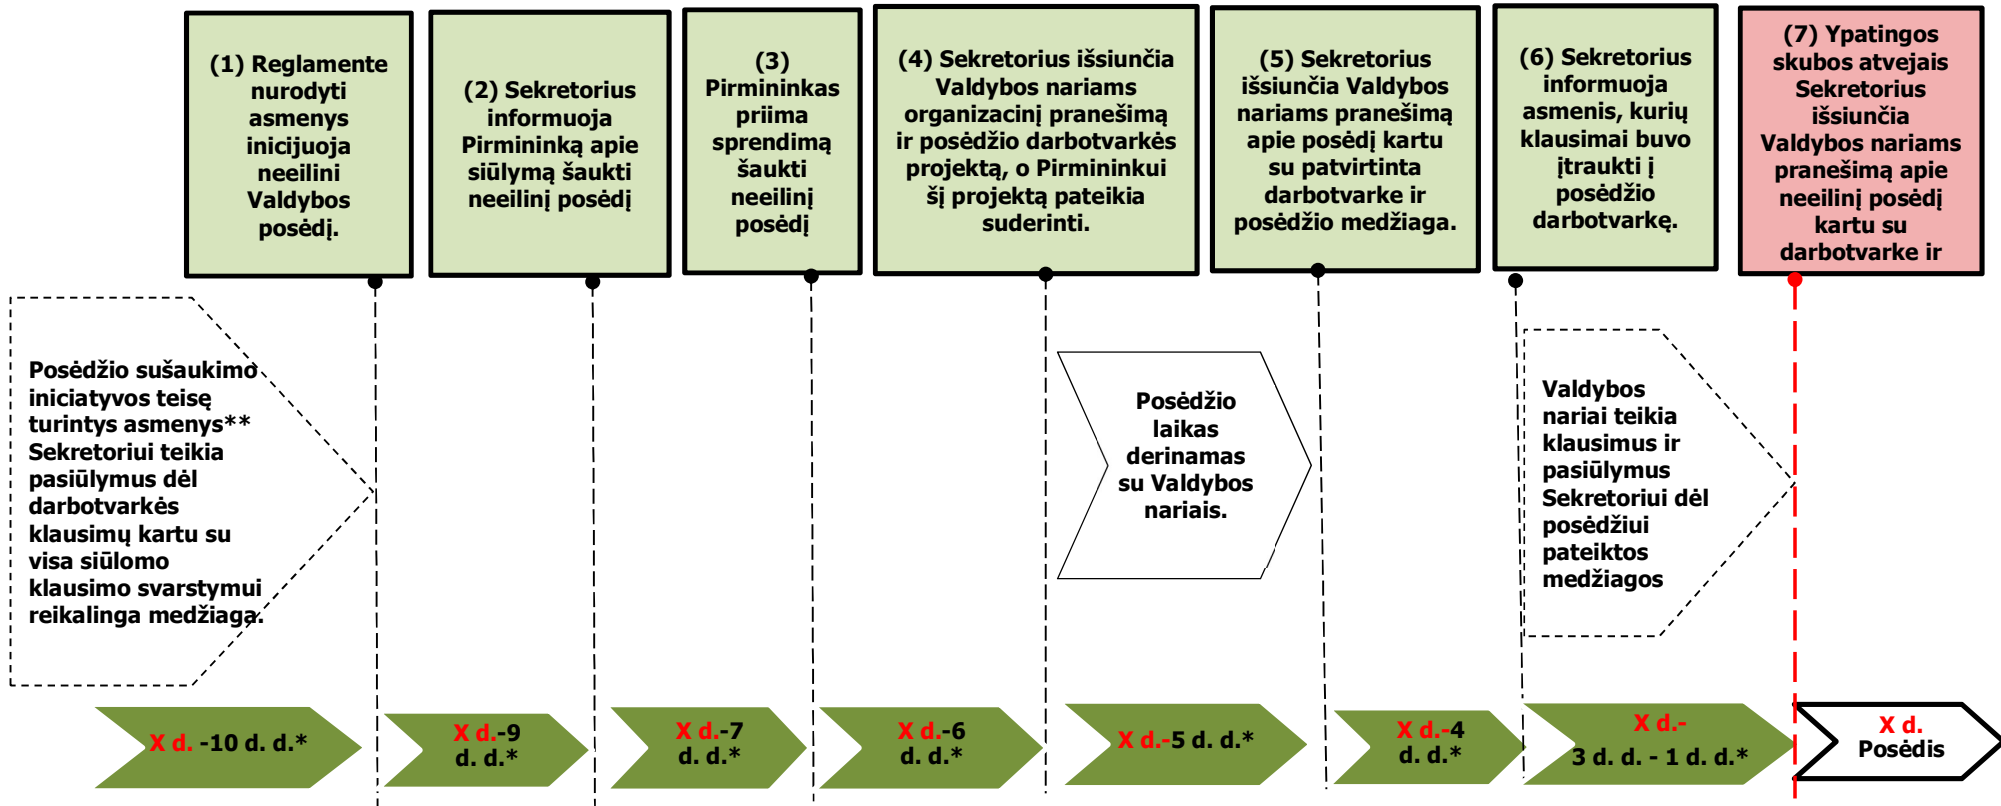 (1) Reglamente
nurodyti
asmenys
inicijuoja
neeilini
Valdybos
posėdį.
(2) Sekretorius
informuoja
Pirmininką apie
siūlymą šaukti
neeilinį posėdį
(3)
Pirmininkas
priima
sprendimą
šaukti
neeilinį
posėdį
(4) Sekretorius išsiunčia
Valdybos nariams
organizacinį pranešimą
ir posėdžio darbotvarkės
projektą, o Pirmininkui
šį projektą pateikia
suderinti.
(5) Sekretorius
išsiunčia Valdybos
nariams pranešimą
apie posėdį kartu
su patvirtinta
darbotvarke ir
posėdžio medžiaga.
(6) Sekretorius
informuoja
asmenis, kurių
klausimai buvo
įtraukti į
posėdžio
darbotvarkę.
(7) Ypatingos
skubos atvejais
Sekretorius
išsiunčia
Valdybos nariams
pranešimą apie
neeilinį posėdį
kartu su
darbotvarke ir
Posėdžio sušaukimo
iniciatyvos teisę
turintys asmenys**
Sekretoriui teikia
pasiūlymus dėl
darbotvarkės
klausimų kartu su
visa siūlomo
klausimo svarstymui
reikalinga medžiaga.
Posėdžio
laikas
derinamas
su Valdybos
nariais.
Valdybos
nariai teikia
klausimus ir
pasiūlymus
Sekretoriui dėl
posėdžiui
pateiktos
medžiagos
X d. -10 d. d.*
X d.-9
d. d.*
X d.-7
d. d.*
X d.-6
d. d.*
X d.-5 d. d.*
X d.-4
d. d.*
X d.-
3 d. d. - 1 d. d.*
X d.
Posėdis